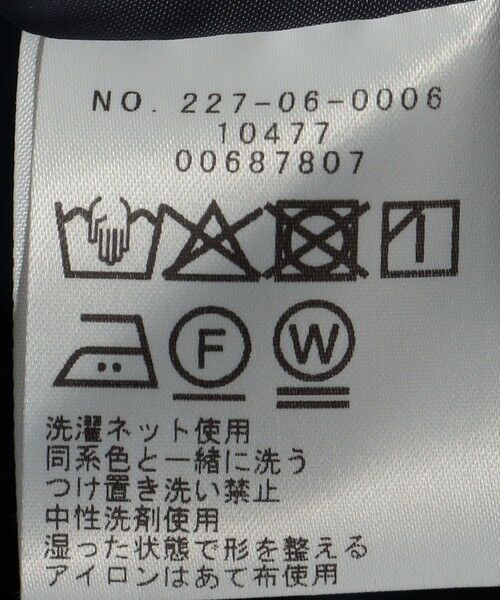 NO. 227-06-0006
10477
00687807
F W
洗濯ネット使用
同系色と一緒に洗う
つけ置き洗い禁止
中性洗剤使用
湿った状態で形を整える
アイロンはあて布使用